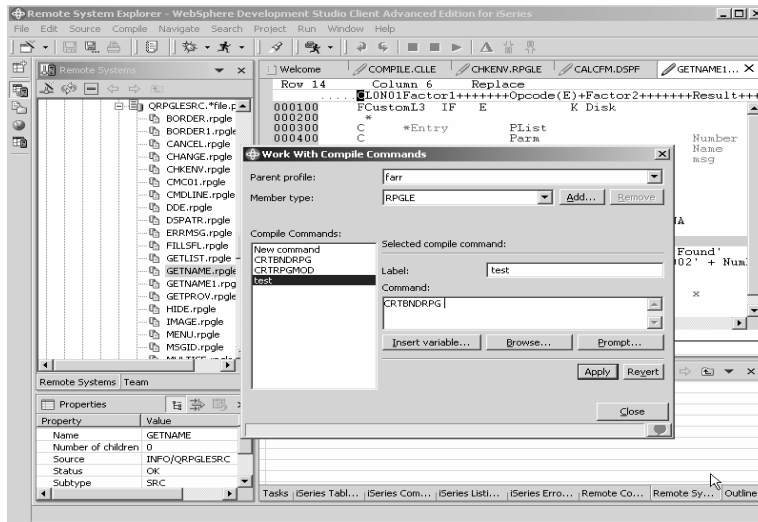 Remote System Explorer - WebSphere Development Studio Client Advanced Edition for iSeries
File Edit Source Compile Navigate Search Project Run Window Help
Remote Systems
QRPGLESRC.*file.p
BORDER.rpgle
BORDER1.rpgle
CANCEL.rpgle
CHANGE.rpgle
CHKENV.rpgle
CMC01.rpgle
CMDLINE.rpgle
DDE.rpgle
DSPATR.rpgle
ERRMSG.rpgle
FILLSFL.rpgle
GETLIST.rpgle
GETNAME.rpgle
GETNAME1.rpg
GETPROV.rpgle
HIDE.rpgle
IMAGE.rpgle
MENU.rpgle
MSGID.rpgle
Remote Systems Team
Properties
Property Value
Name GETNAME
Number of children 0
Source INFO/QRPGLESRC
Status OK
Subtype SRC
Welcome COMPILE.CLLE CHKENV.RPGLE CALCFM.DSPF GETNAME1...
Row 14 Column 6 Replace
......CL0N01Factor1+++++++Opcode(E)+Factor2+++++++Result+++
000100 FCustomL3 IF E K Disk
000200 *
000300 C *Entry PList
000400 C Parm Number
Name
msg
NA
Found'
02' + Num
x
Work With Compile Commands
Parent profile: farr
Member type: RPGLE Add... Remove
Compile Commands:
New command
CRTBNDRPG
CRTRPGMOD
test
Selected compile command:
Label: test
Command:
CRTBNDRPG
Insert variable... Browse... Prompt...
Apply Revert
Close
Tasks iSeries Tabl... iSeries Com... iSeries Listi... iSeries Erro... Remote Co... Remote Sy... Outline